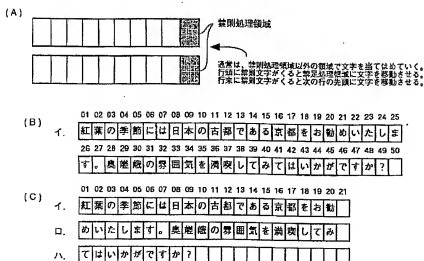 (A)
禁則処理領域
通常は、禁則処理領域以外の領域で文字を当てはめていく。
行頭に禁則文字がくると禁足処理領域に文字を移動させる。
行末に禁則文字がくると次の行の先頭に文字を移動させる。
(B)
01 02 03 04 05 06 07 08 09 10 11 12 13 14 15 16 17 18 19 20 21 22 23 24 25
イ. 紅葉の季節には日本の古都である京都をお勧めいたしま
26 27 28 29 30 31 32 33 34 35 36 37 38 39 40 41 42 43 44 45 46 47 48 49 50
す。奥嵯峨の雰囲気を満喫してみてはいかがですか?
(C)
01 02 03 04 05 06 07 08 09 10 11 12 13 14 15 16 17 18 19 20 21
イ. 紅葉の季節には日本の古都である京都をお勧
ロ. めいたします。奥嵯峨の雰囲気を満喫してみ
ハ. てはいかがですか?